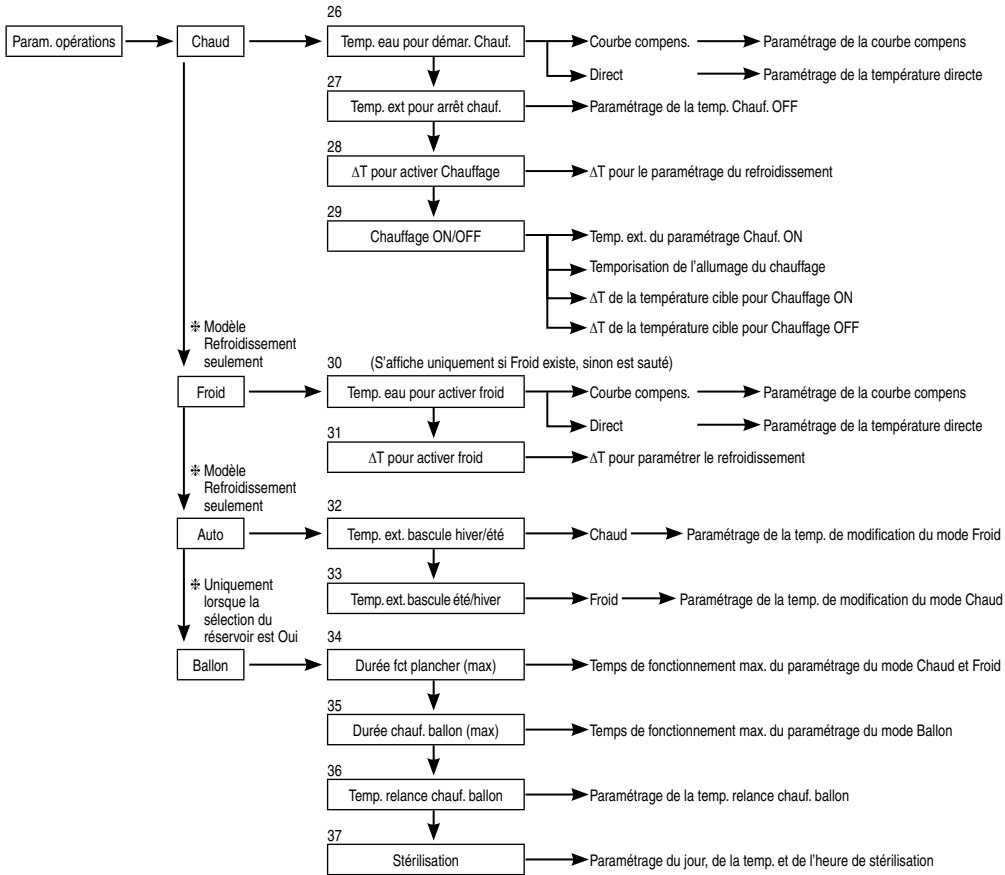 26
Param. opérations
Chaud
Temp. eau pour démar. Chauf.
Courbe compens.
Paramétrage de la courbe compens
Direct
Paramétrage de la température directe
27
Temp. ext pour arrêt chauf.
Paramétrage de la temp. Chauf. OFF
28
ΔT pour activer Chauffage
ΔT pour le paramétrage du refroidissement
29
Chauffage ON/OFF
Temp. ext. du paramétrage Chauf. ON
Temporisation de l'allumage du chauffage
ΔT de la température cible pour Chauffage ON
ΔT de la température cible pour Chauffage OFF
❉ Modèle
Refroidissement
seulement
30 (S'affiche uniquement si Froid existe, sinon est sauté)
Froid
Temp. eau pour activer froid
Courbe compens.
Paramétrage de la courbe compens
Direct
Paramétrage de la température directe
31
ΔT pour activer froid
ΔT pour paramétrer le refroidissement
❉ Modèle
Refroidissement
seulement
32
Auto
Temp. ext. bascule hiver/été
Chaud
Paramétrage de la temp. de modification du mode Froid
33
Temp. ext. bascule été/hiver
Froid
Paramétrage de la temp. de modification du mode Chaud
❉ Uniquement
lorsque la
sélection du
réservoir est Oui
34
Ballon
Durée fct plancher (max)
Temps de fonctionnement max. du paramétrage du mode Chaud et Froid
35
Durée chauf. ballon (max)
Temps de fonctionnement max. du paramétrage du mode Ballon
36
Temp. relance chauf. ballon
Paramétrage de la temp. relance chauf. ballon
37
Stérilisation
Paramétrage du jour, de la temp. et de l'heure de stérilisation